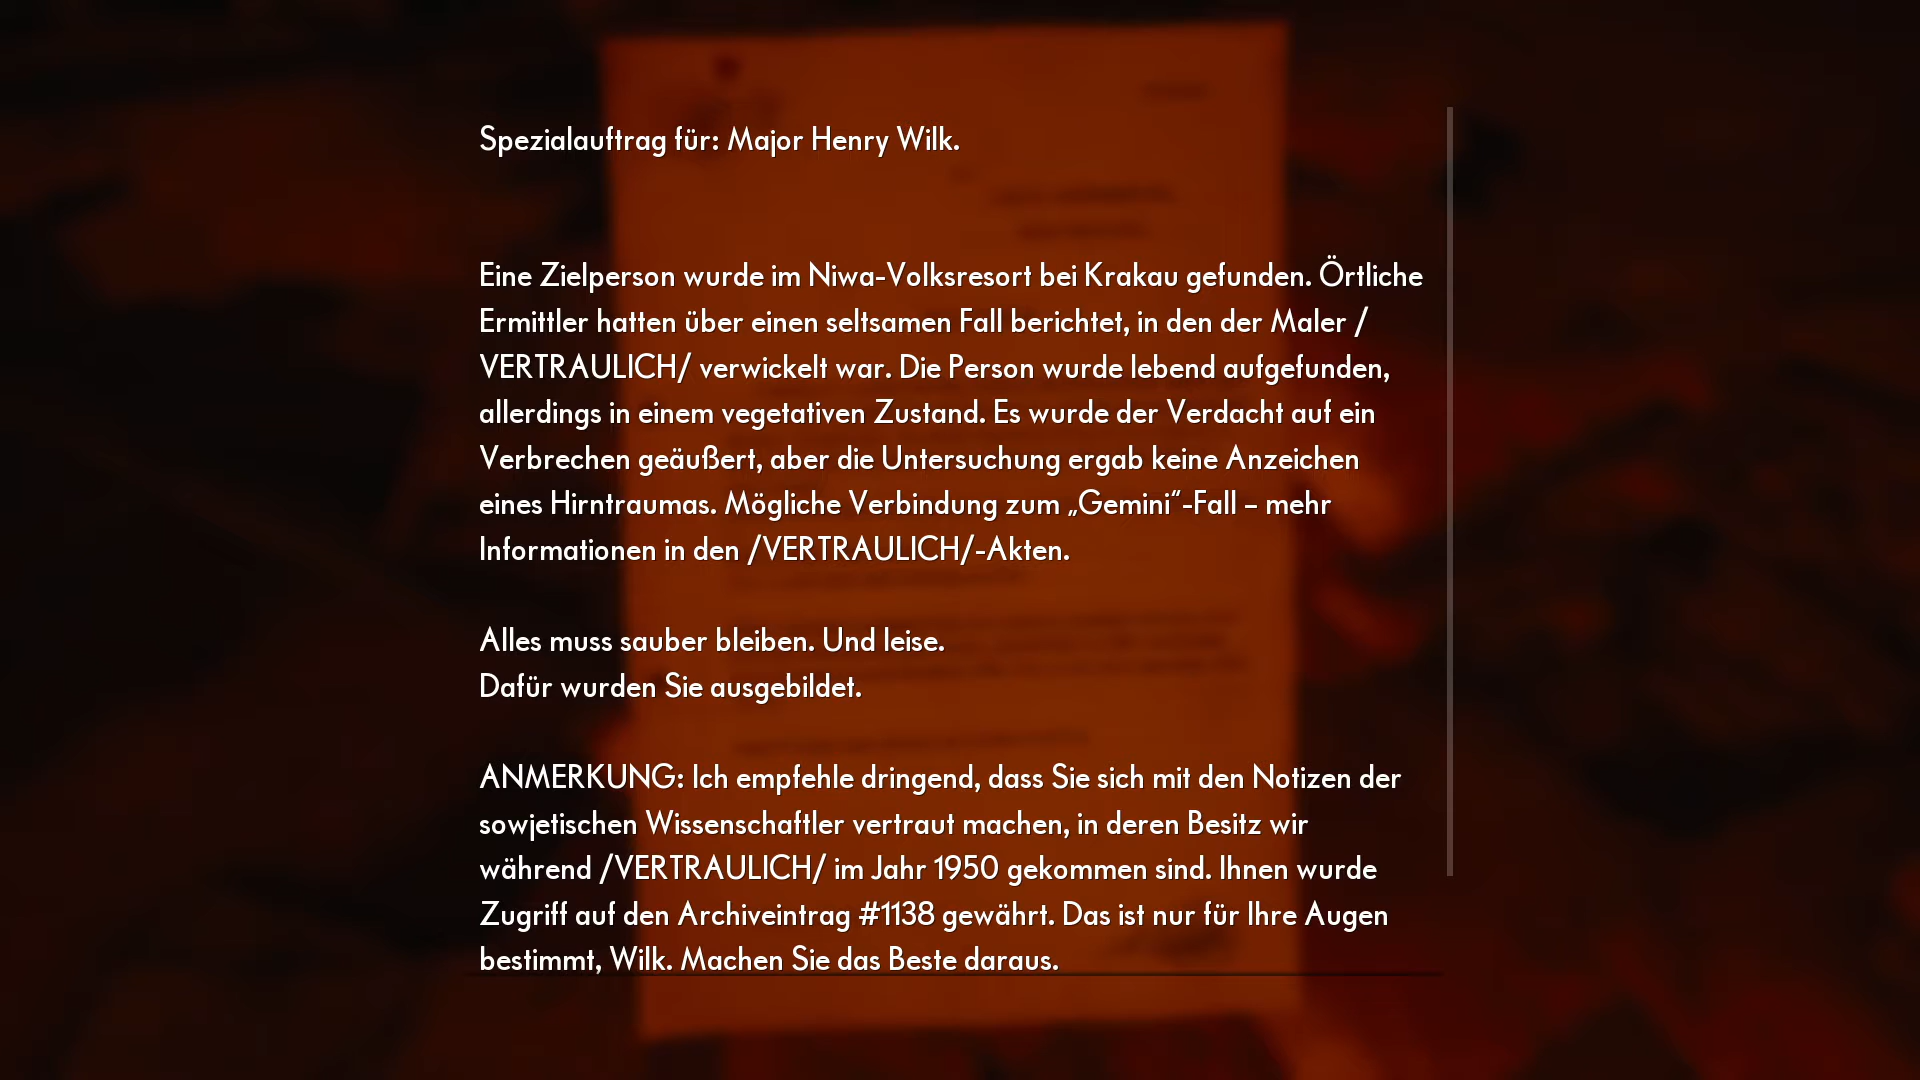 Spezialauftrag für: Major Henry Wilk.
Eine Zielperson wurde im Niwa-Volksresort bei Krakau gefunden. Örtliche
Ermittler hatten über einen seltsamen Fall berichtet, in den der Maler /
VERTRAULICH/ verwickelt war. Die Person wurde lebend aufgefunden,
allerdings in einem vegetativen Zustand. Es wurde der Verdacht auf ein
Verbrechen geäußert, aber die Untersuchung ergab keine Anzeichen
eines Hirntraumas. Mögliche Verbindung zum „Gemini“-Fall – mehr
Informationen in den /VERTRAULICH/-Akten.
Alles muss sauber bleiben. Und leise.
Dafür wurden Sie ausgebildet.
ANMERKUNG: Ich empfehle dringend, dass Sie sich mit den Notizen der
sowjetischen Wissenschaftler vertraut machen, in deren Besitz wir
während /VERTRAULICH/ im Jahr 1950 gekommen sind. Ihnen wurde
Zugriff auf den Archiveintrag #1138 gewährt. Das ist nur für Ihre Augen
bestimmt, Wilk. Machen Sie das Beste daraus.